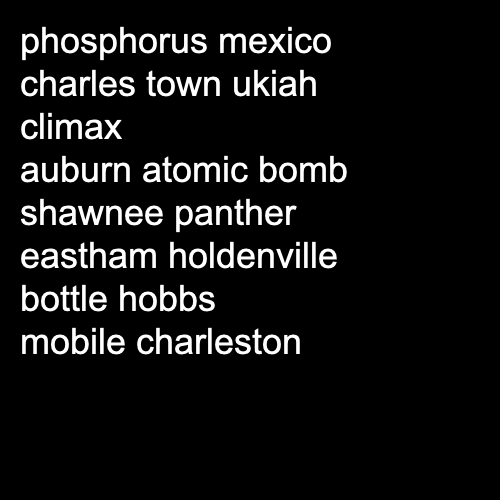 phosphorus mexico
charles town ukiah
climax
auburn atomic bomb
shawnee panther
eastham holdenville
bottle hobbs
mobile charleston